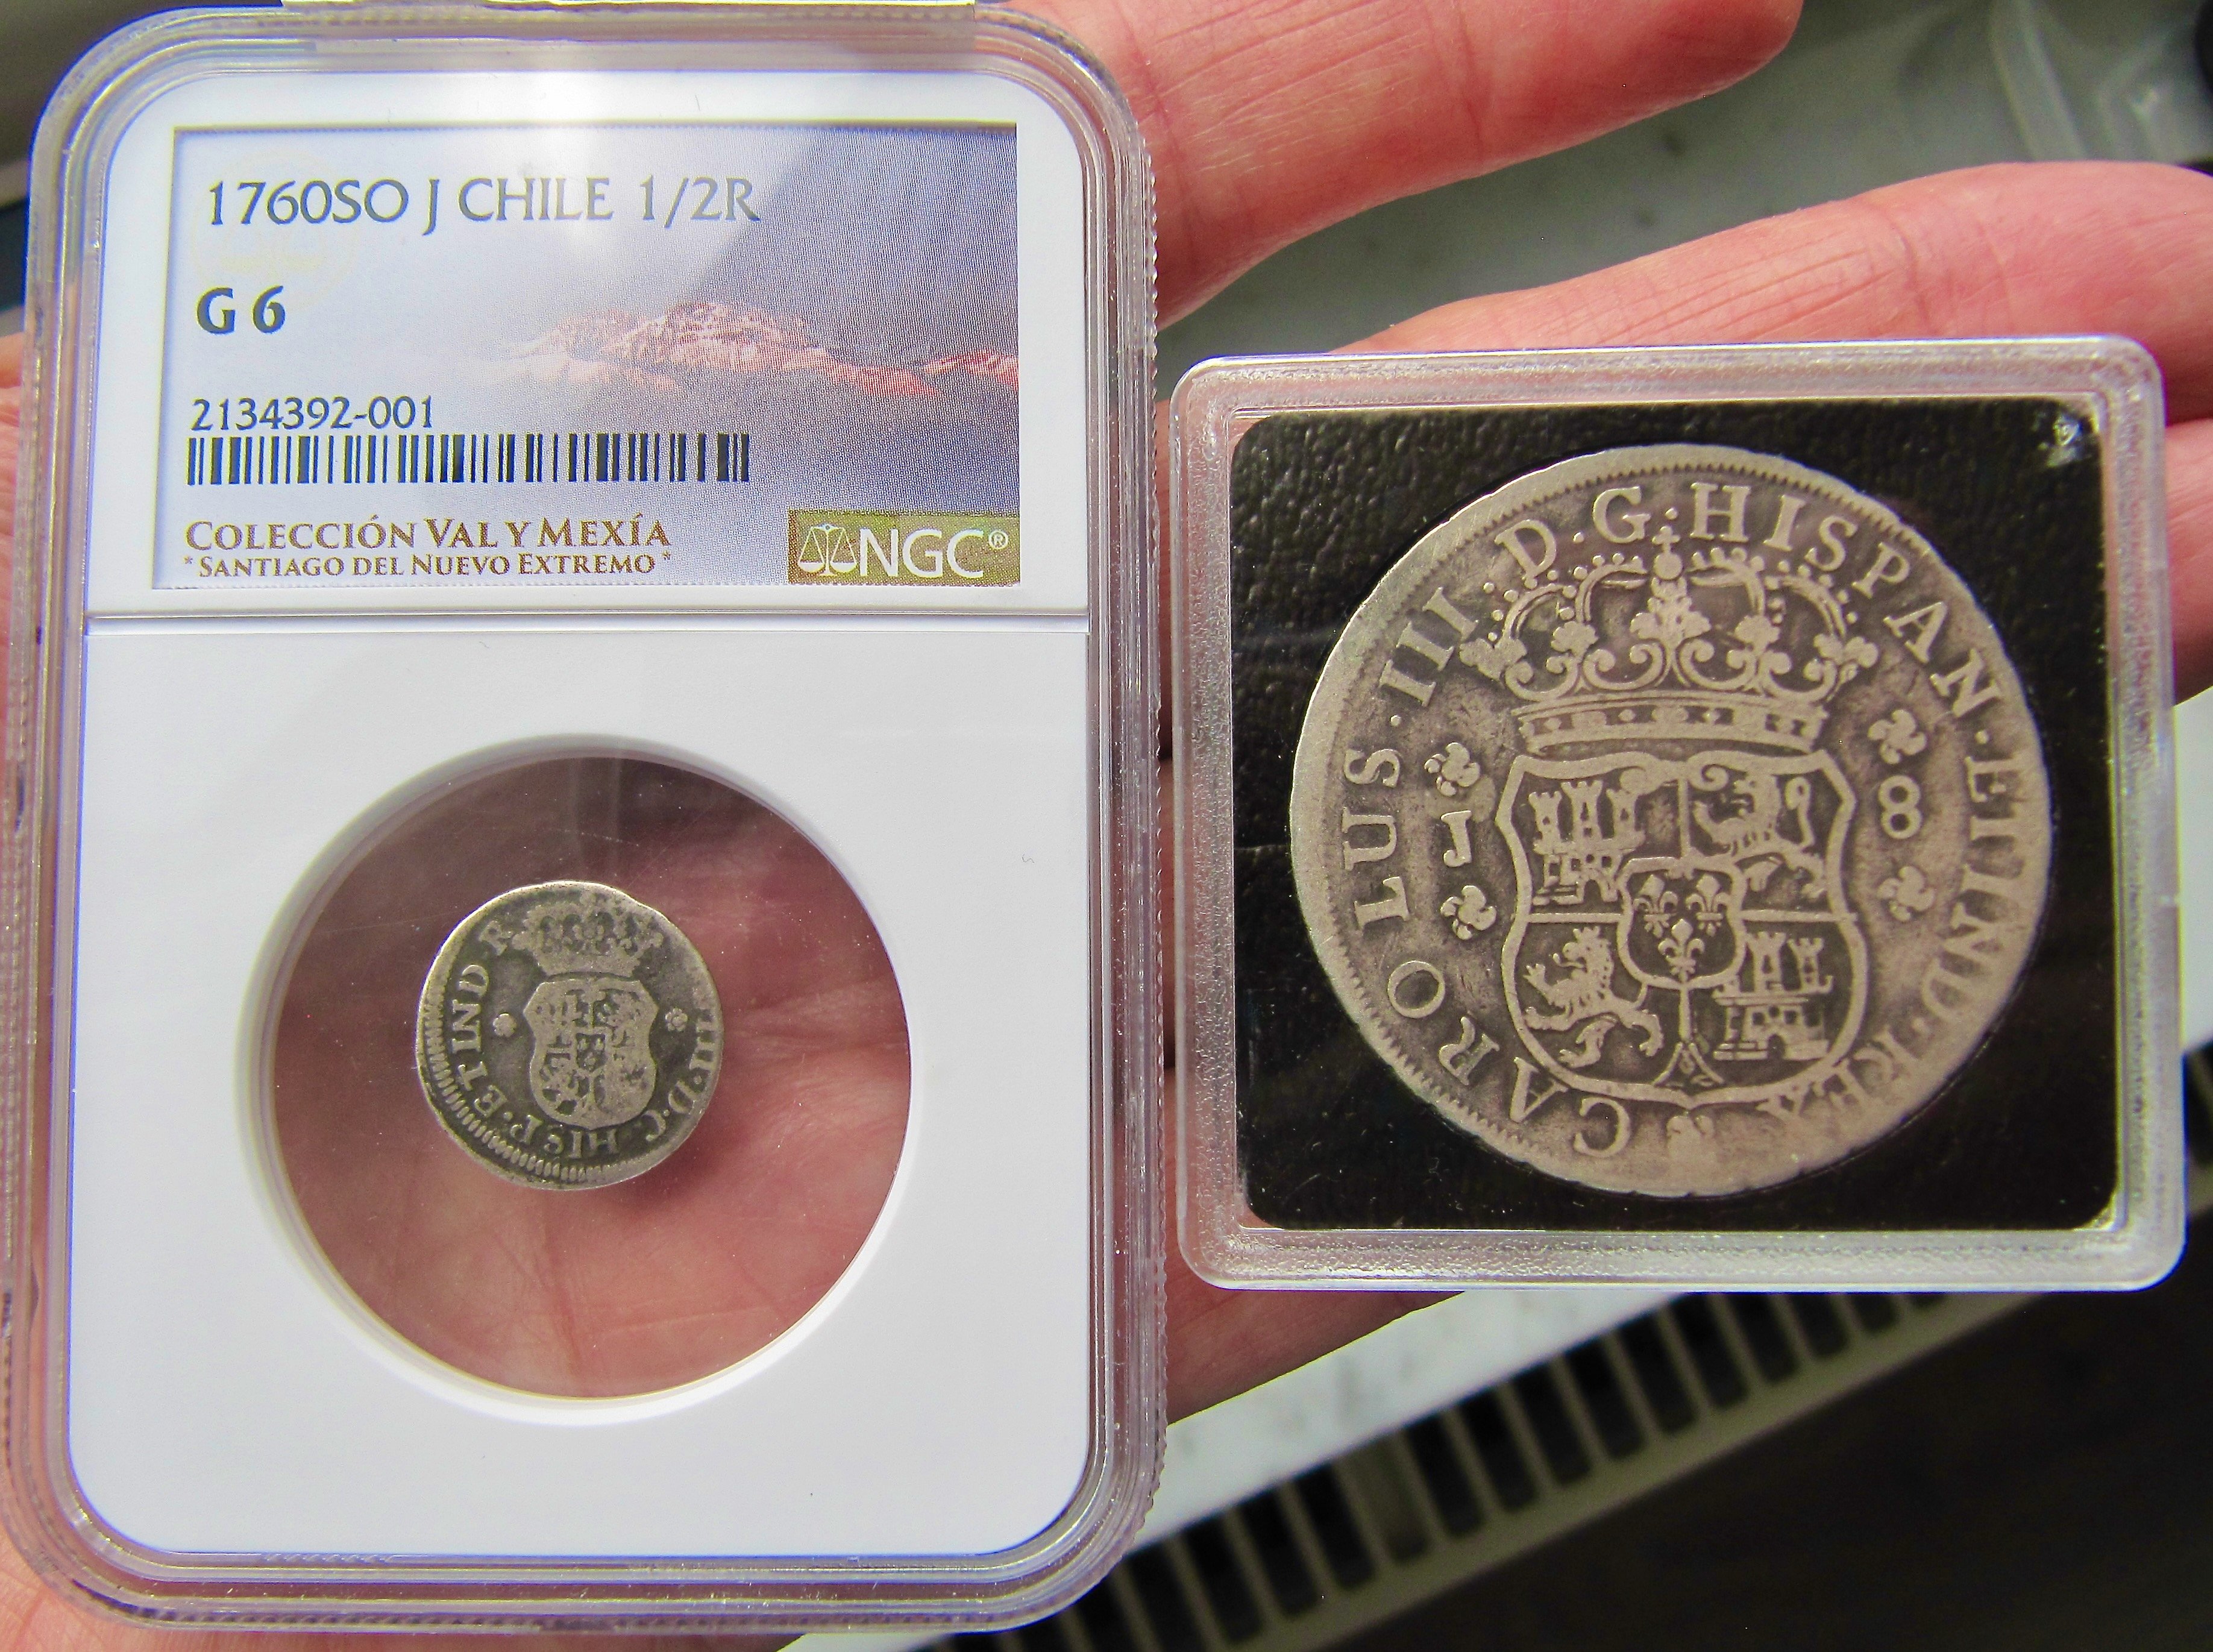 1760SO J CHILE 1/2R
G 6
2134392-001
COLECCIÓN VAL Y MEXÍA
* SANTIAGO DEL NUEVO EXTREMO *
NGC®
III·D·G·HISP·ET IND R
CAROLUS·III·D·G·HISPAN·ET IND·REX
J
8